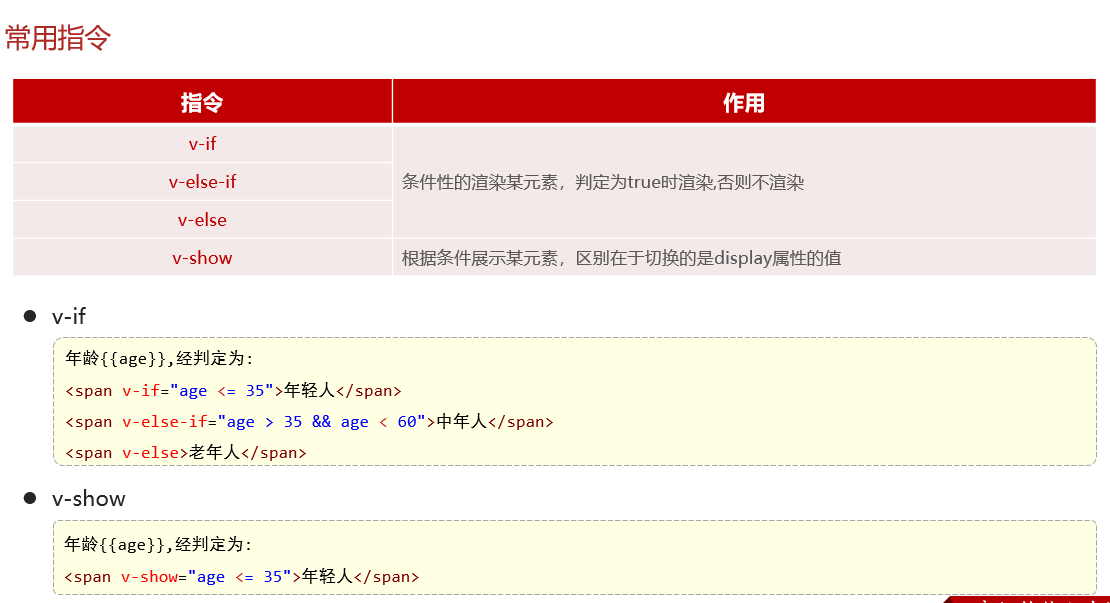 常用指令
指令 作用
v-if
v-else-if 条件性的渲染某元素，判定为true时渲染,否则不渲染
v-else
v-show 根据条件展示某元素，区别在于切换的是display属性的值
v-if
年龄{{age}},经判定为:
<span v-if="age <= 35">年轻人</span>
<span v-else-if="age > 35 && age < 60">中年人</span>
<span v-else>老年人</span>
v-show
年龄{{age}},经判定为:
<span v-show="age <= 35">年轻人</span>